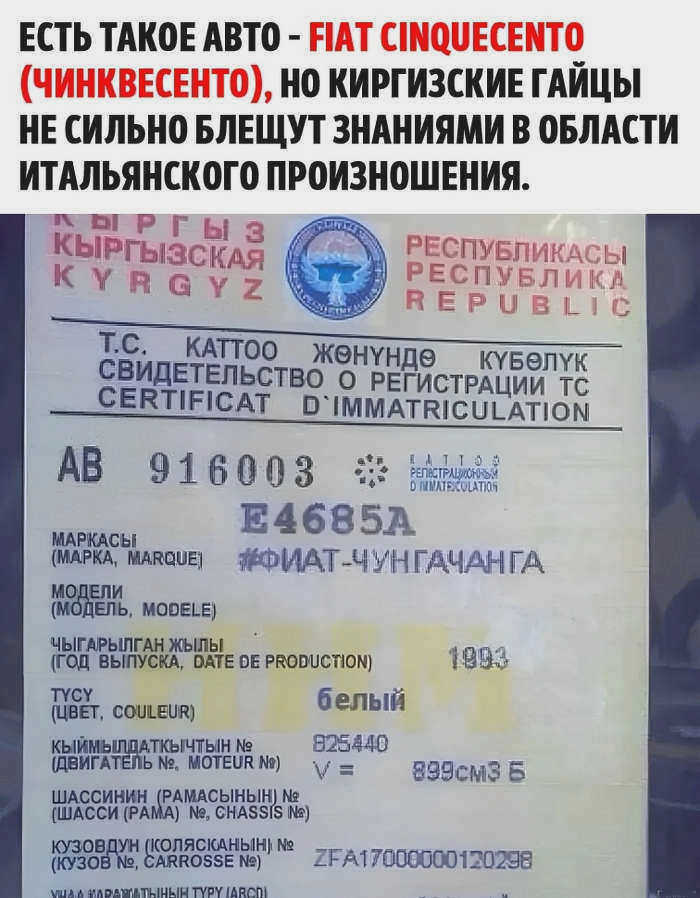 ЕСТЬ ТАКОЕ АВТО - FIAT CINQUECENTO
(ЧИНКВЕСЕНТО), НО КИРГИЗСКИЕ ГАЙЦЫ
НЕ СИЛЬНО БЛЕЩУТ ЗНАНИЯМИ В ОБЛАСТИ
ИТАЛЬЯНСКОГО ПРОИЗНОШЕНИЯ.
КЫРГЫЗ РЕСПУБЛИКАСЫ
КЫРГЫЗСКАЯ РЕСПУБЛИКА
KYRGYZ REPUBLIC
Т.С. КАТТОО ЖӨНҮНДӨ КҮБӨЛҮК
СВИДЕТЕЛЬСТВО О РЕГИСТРАЦИИ ТС
CERTIFICAT D`IMMATRICULATION
АВ 916003
КАТТОО
РЕГИСТРАЦИОННЫЙ
D'IMMATRICULATION
E4685A
МАРКАСЫ
(МАРКА, MARQUE) #ФИАТ-ЧУНГАЧАНГА
МОДЕЛИ
(МОДЕЛЬ, MODELE)
ЧЫГАРЫЛГАН ЖЫЛЫ
(ГОД ВЫПУСКА, DATE DE PRODUCTION) 1993
ТҮСҮ
(ЦВЕТ, COULEUR) белый
КЫЙМЫЛДАТКЫЧТЫН № 825440
(ДВИГАТЕЛЬ №, MOTEUR №) V = 899см3 Б
ШАССИНИН (РАМАСЫНЫН) №
(ШАССИ (РАМА) №, CHASSIS №)
КУЗОВДУН (КОЛЯСКАНЫН) №
(КУЗОВ №, CARROSSE №) ZFA17000000120298